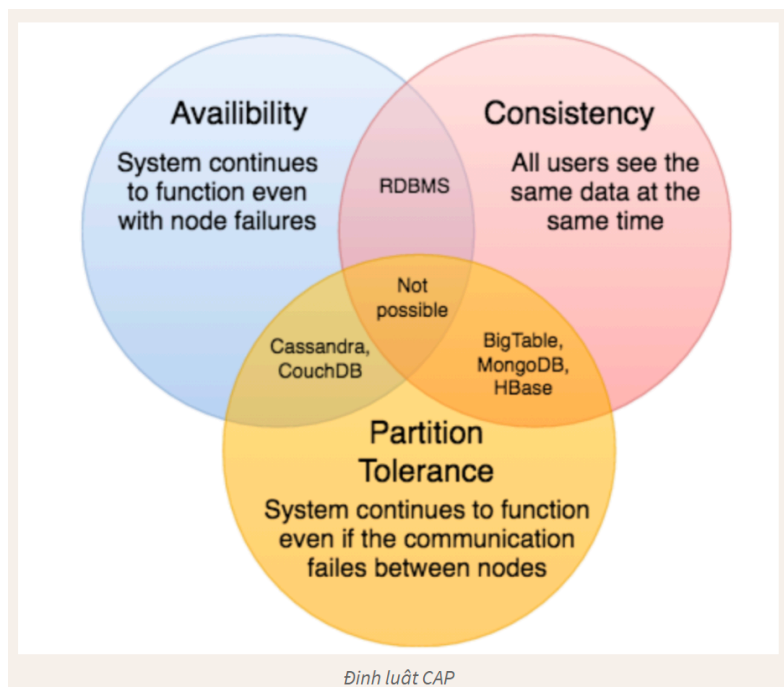 Availibility
System continues
to function even
with node failures
Consistency
All users see the
same data at the
same time
RDBMS
Not
possible
Cassandra,
CouchDB
BigTable,
MongoDB,
HBase
Partition
Tolerance
System continues to function
even if the communication
failes between nodes
Định luật CAP